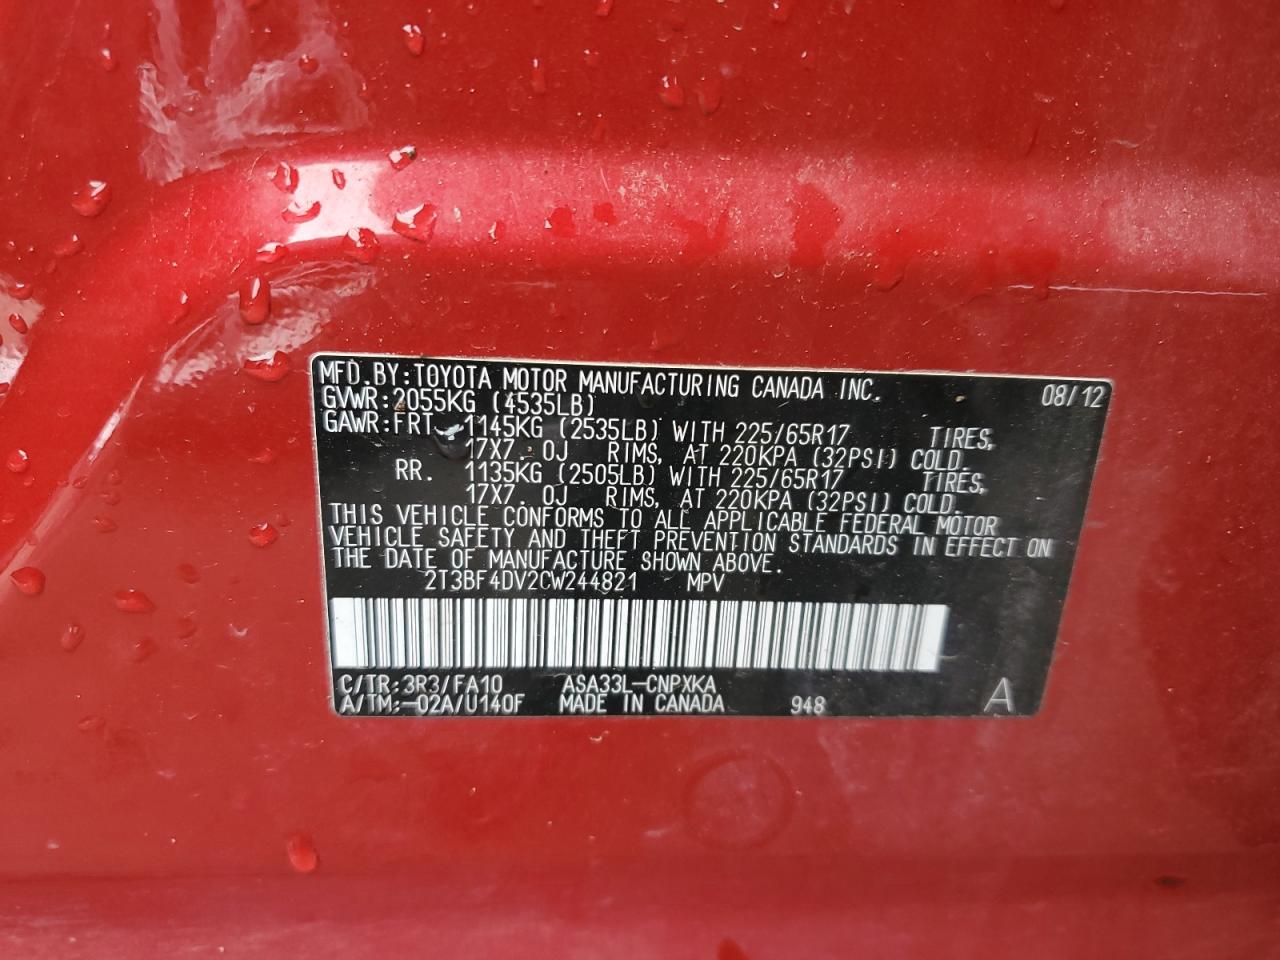 MFD.BY:TOYOTA MOTOR MANUFACTURING CANADA INC. 08/12
GVWR:2055KG (4535LB)
GAWR:FRT. 1145KG (2535LB) WITH 225/65R17 TIRES,
17X7.0J RIMS, AT 220KPA (32PSI) COLD.
RR. 1135KG (2505LB) WITH 225/65R17 TIRES,
17X7.0J RIMS, AT 220KPA (32PSI) COLD.
THIS VEHICLE CONFORMS TO ALL APPLICABLE FEDERAL MOTOR
VEHICLE SAFETY AND THEFT PREVENTION STANDARDS IN EFFECT ON
THE DATE OF MANUFACTURE SHOWN ABOVE.
2T3BF4DV2CW244821 MPV
C/TR:3R3/FA10 ASA33L-CNPXKA
A/TM:-02A/U140F MADE IN CANADA 948 A